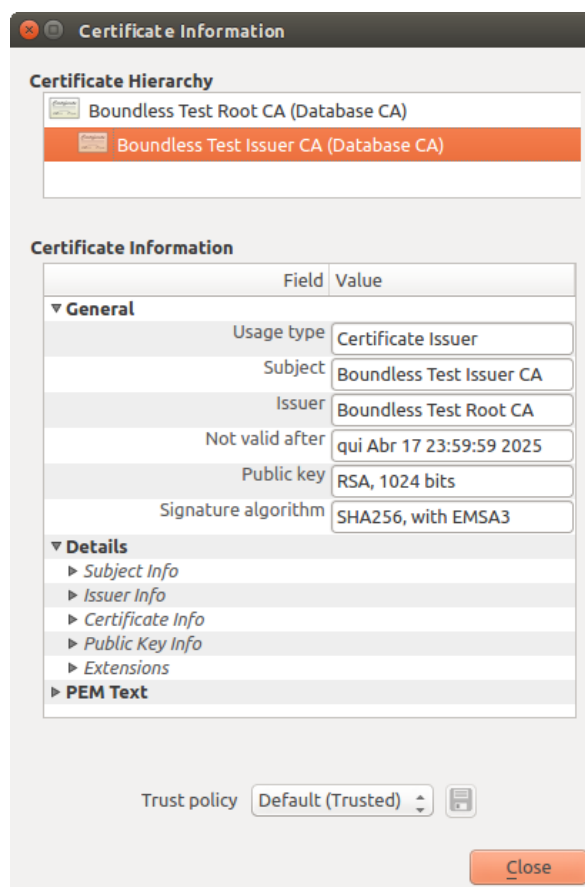 Certificate Information
Certificate Hierarchy
Boundless Test Root CA (Database CA)
Boundless Test Issuer CA (Database CA)
Certificate Information
Field Value
General
Usage type Certificate Issuer
Subject Boundless Test Issuer CA
Issuer Boundless Test Root CA
Not valid after qui Abr 17 23:59:59 2025
Public key RSA, 1024 bits
Signature algorithm SHA256, with EMSA3
Details
Subject Info
Issuer Info
Certificate Info
Public Key Info
Extensions
PEM Text
Trust policy Default (Trusted)
Close